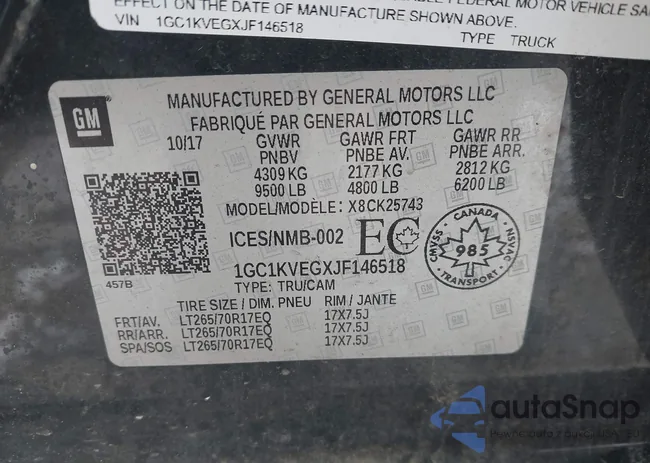 EFFECT ON THE DATE OF MANUFACTURE SHOWN ABOVE.
FEDERAL MOTOR VEHICLE
VIN 1GC1KVEGXJF146518
TYPE TRUCK
GM
MANUFACTURED BY GENERAL MOTORS LLC
FABRIQUÉ PAR GENERAL MOTORS LLC
10/17 GVWR GAWR FRT GAWR RR
PNBV PNBE AV. PNBE ARR.
4309 KG 2177 KG 2812 KG
9500 LB 4800 LB 6200 LB
MODEL/MODÈLE: X8CK25743
ICES/NMB-002 EC
CANADA
CMVSS 985 NSVAC
TRANSPORT
1GC1KVEGXJF146518
457B
TYPE: TRU/CAM
TIRE SIZE / DIM. PNEU RIM / JANTE
FRT/AV. LT265/70R17EQ 17X7.5J
RR/ARR. LT265/70R17EQ 17X7.5J
SPA/SOS LT265/70R17EQ 17X7.5J
autoSnap